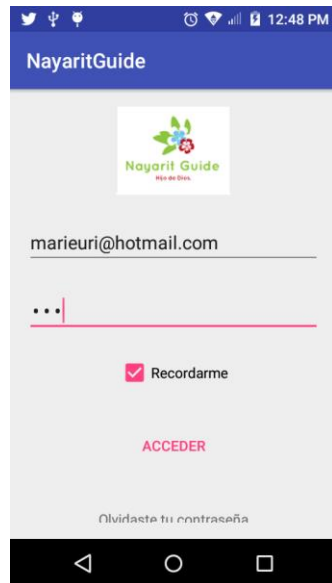 12:48 PM
NayaritGuide
Nayarit Guide
Hijo de Dios.
marieuri@hotmail.com
•••
Recordarme
ACCEDER
Olvidaste tu contraseña